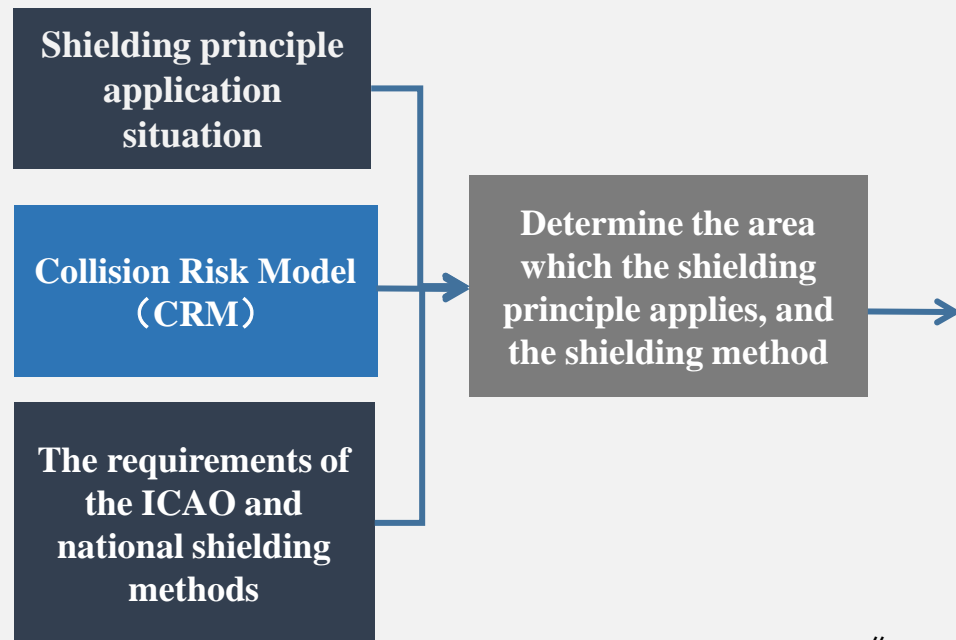 Shielding principle
application
situation
Collision Risk Model
（CRM）
The requirements of
the ICAO and
national shielding
methods
Determine the area
which the shielding
principle applies, and
the shielding method